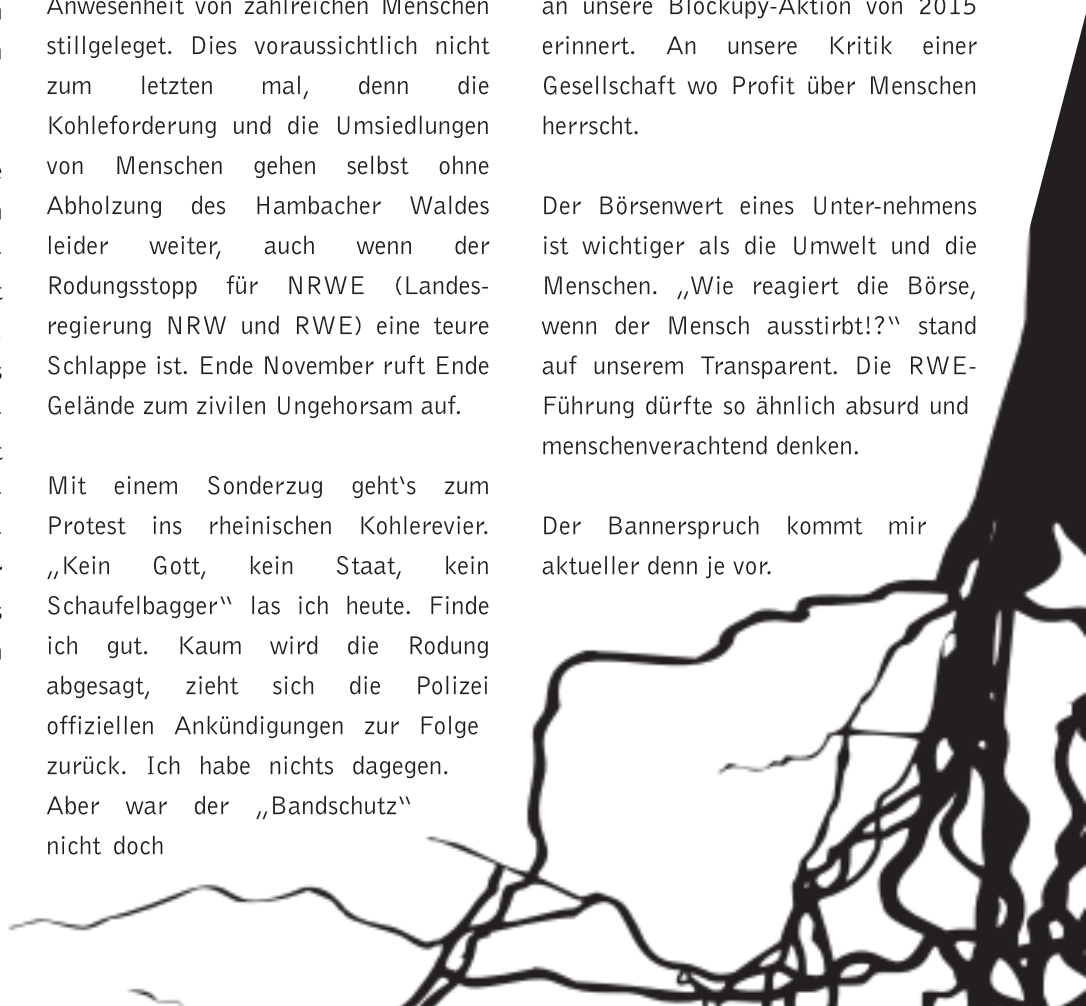 Anwesenheit von zahlreichen Menschen
stillgeleget. Dies voraussichtlich nicht
zum letzten mal, denn die
Kohleforderung und die Umsiedlungen
von Menschen gehen selbst ohne
Abholzung des Hambacher Waldes
leider weiter, auch wenn der
Rodungsstopp für NRWE (Landes-
regierung NRW und RWE) eine teure
Schlappe ist. Ende November ruft Ende
Gelände zum zivilen Ungehorsam auf.
Mit einem Sonderzug geht‘s zum
Protest ins rheinischen Kohlerevier.
„Kein Gott, kein Staat, kein
Schaufelbagger“ las ich heute. Finde
ich gut. Kaum wird die Rodung
abgesagt, zieht sich die Polizei
offiziellen Ankündigungen zur Folge
zurück. Ich habe nichts dagegen.
Aber war der „Bandschutz“
nicht doch
an unsere Blockupy-Aktion von 2015
erinnert. An unsere Kritik einer
Gesellschaft wo Profit über Menschen
herrscht.
Der Börsenwert eines Unter-nehmens
ist wichtiger als die Umwelt und die
Menschen. „Wie reagiert die Börse,
wenn der Mensch ausstirbt!?“ stand
auf unserem Transparent. Die RWE-
Führung dürfte so ähnlich absurd und
menschenverachtend denken.
Der Bannerspruch kommt mir
aktueller denn je vor.